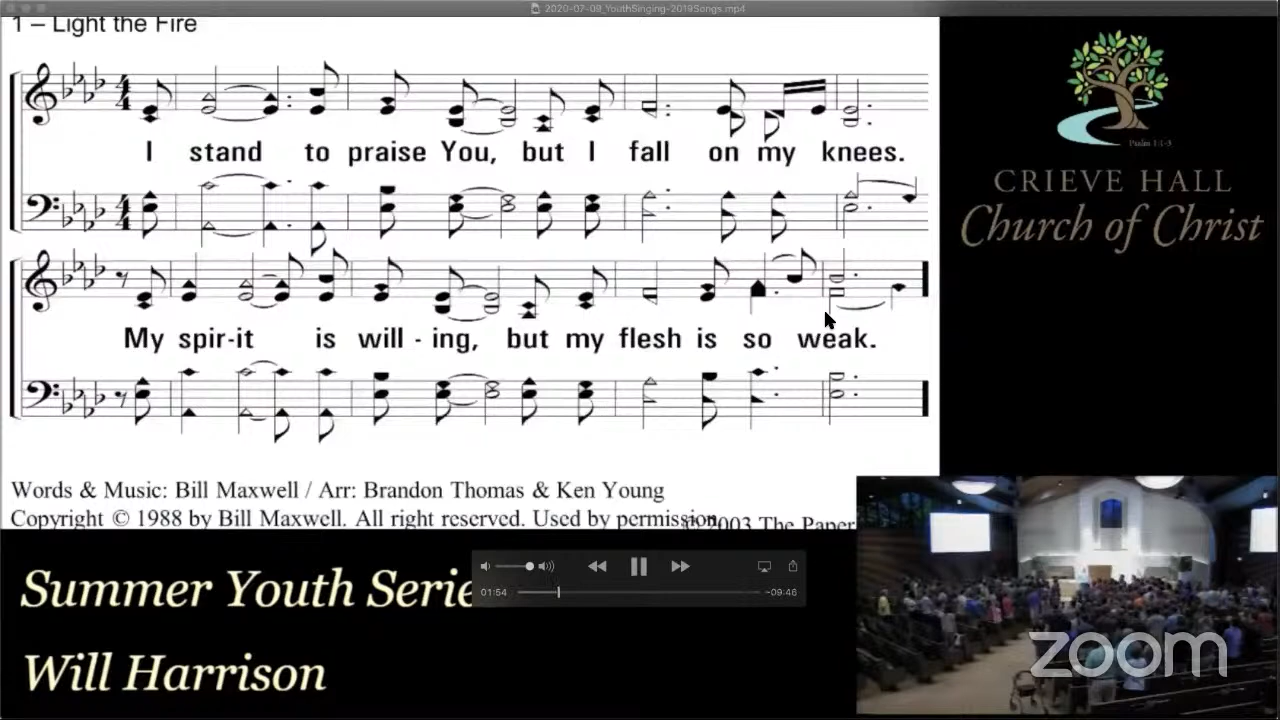 2020-07-09_YouthSinging-2019Songs.mp4
1 – Light the Fire
I stand to praise You, but I fall on my knees.
My spir-it is will - ing, but my flesh is so weak.
Words & Music: Bill Maxwell / Arr: Brandon Thomas & Ken Young
Copyright © 1988 by Bill Maxwell. All right reserved. Used by permission.
© 2003 The Paper
Psalm 1:1-3
CRIEVE HALL
Church of Christ
01:54
-09:46
Summer Youth Serie
Will Harrison
zoom